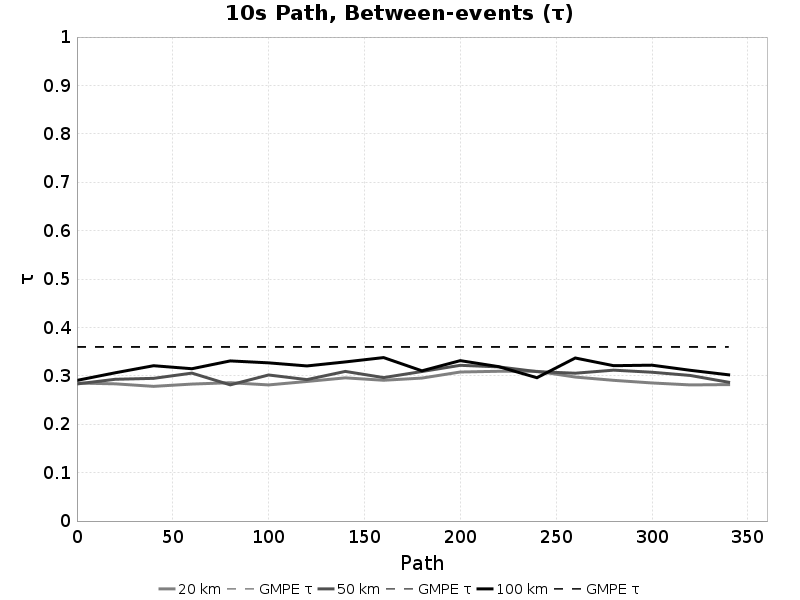 10s Path, Between-events (τ)
1
0.9
0.8
0.7
0.6
0.5
0.4
0.3
0.2
0.1
0
τ
0 50 100 150 200 250 300 350
Path
20 km GMPE τ 50 km GMPE τ 100 km GMPE τ